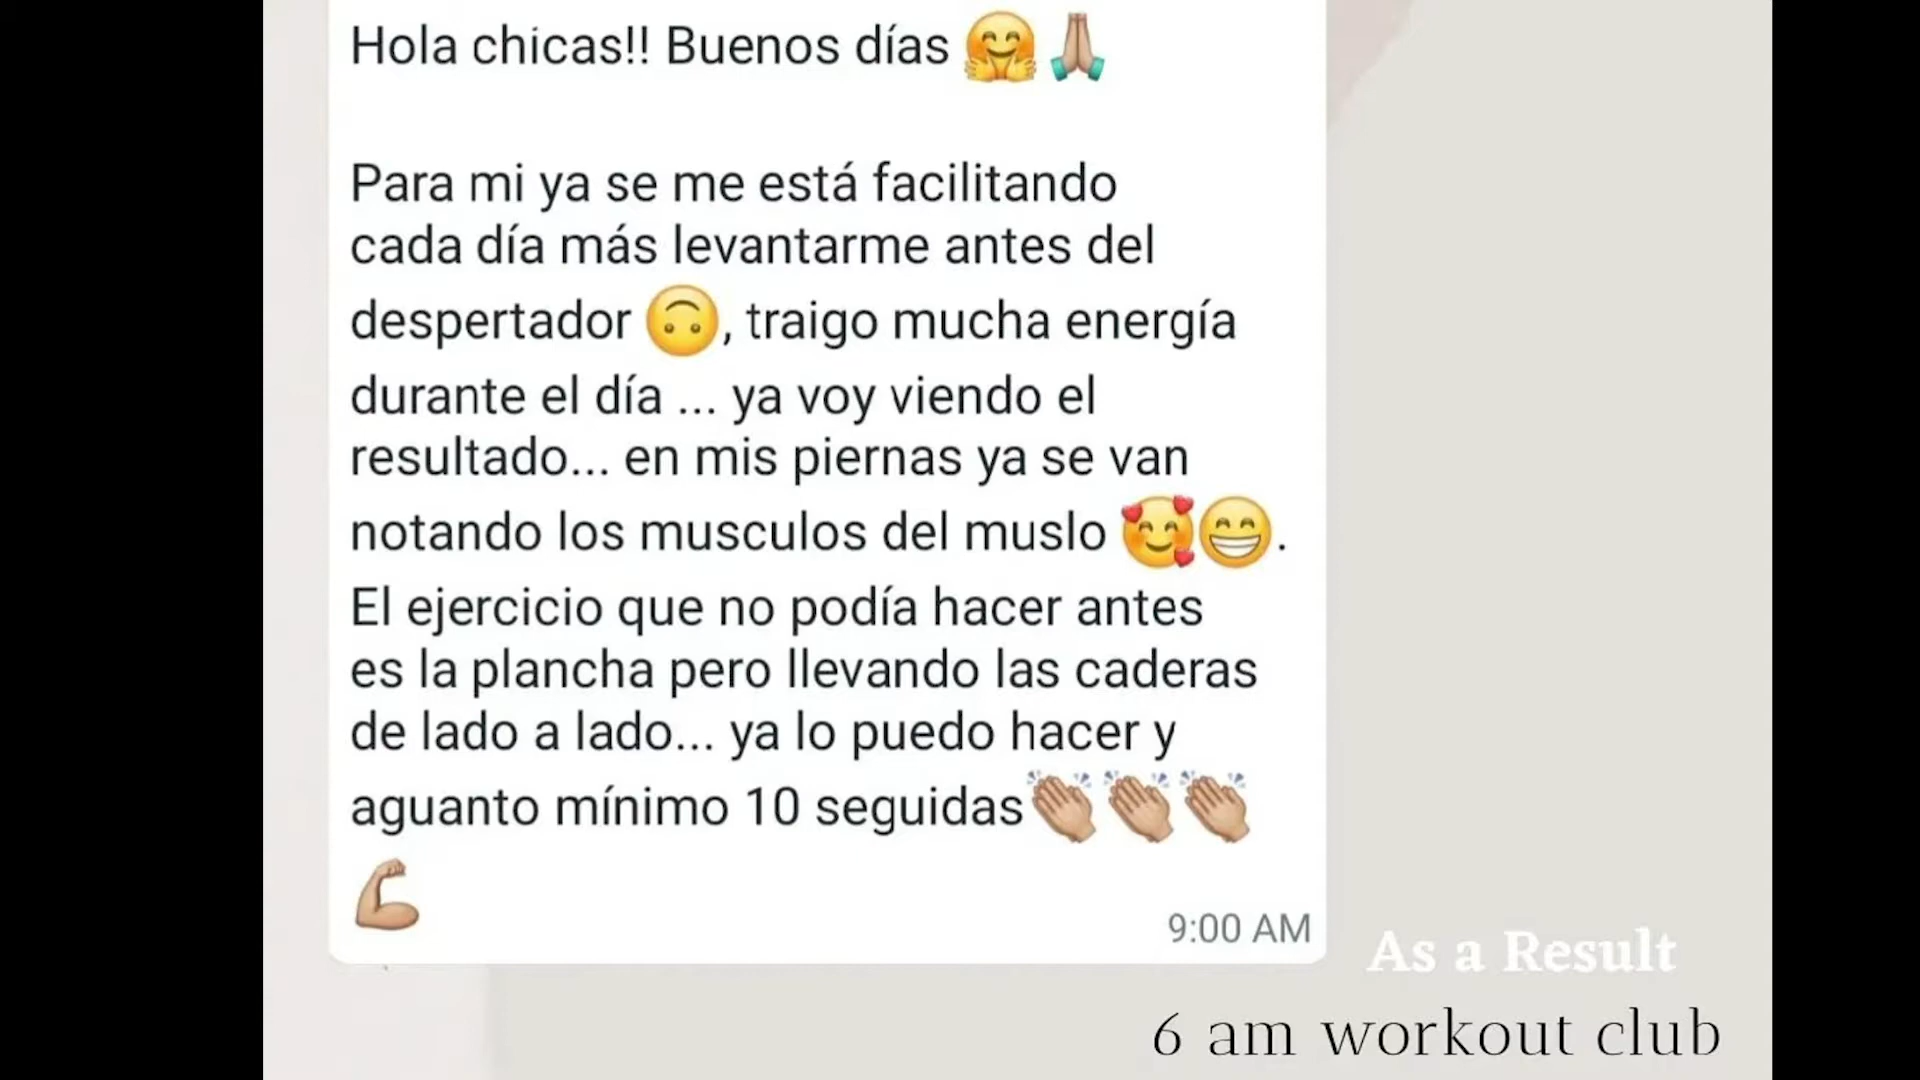 Hola chicas!! Buenos días 🤗🙏🏼
Para mi ya se me está facilitando
cada día más levantarme antes del
despertador 🙃, traigo mucha energía
durante el día ... ya voy viendo el
resultado... en mis piernas ya se van
notando los musculos del muslo 🥰😁.
El ejercicio que no podía hacer antes
es la plancha pero llevando las caderas
de lado a lado... ya lo puedo hacer y
aguanto mínimo 10 seguidas👏🏼👏🏼👏🏼
💪🏼
9:00 AM
As a Result
6 am workout club